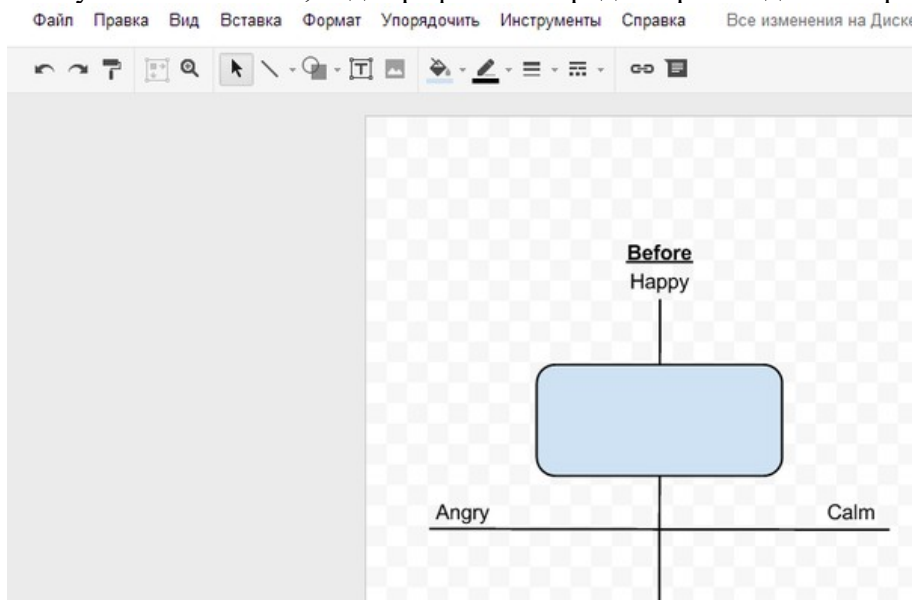 Файл Правка Вид Вставка Формат Упорядочить Инструменты Справка Все изменения на Диске
Before
Happy
Angry Calm